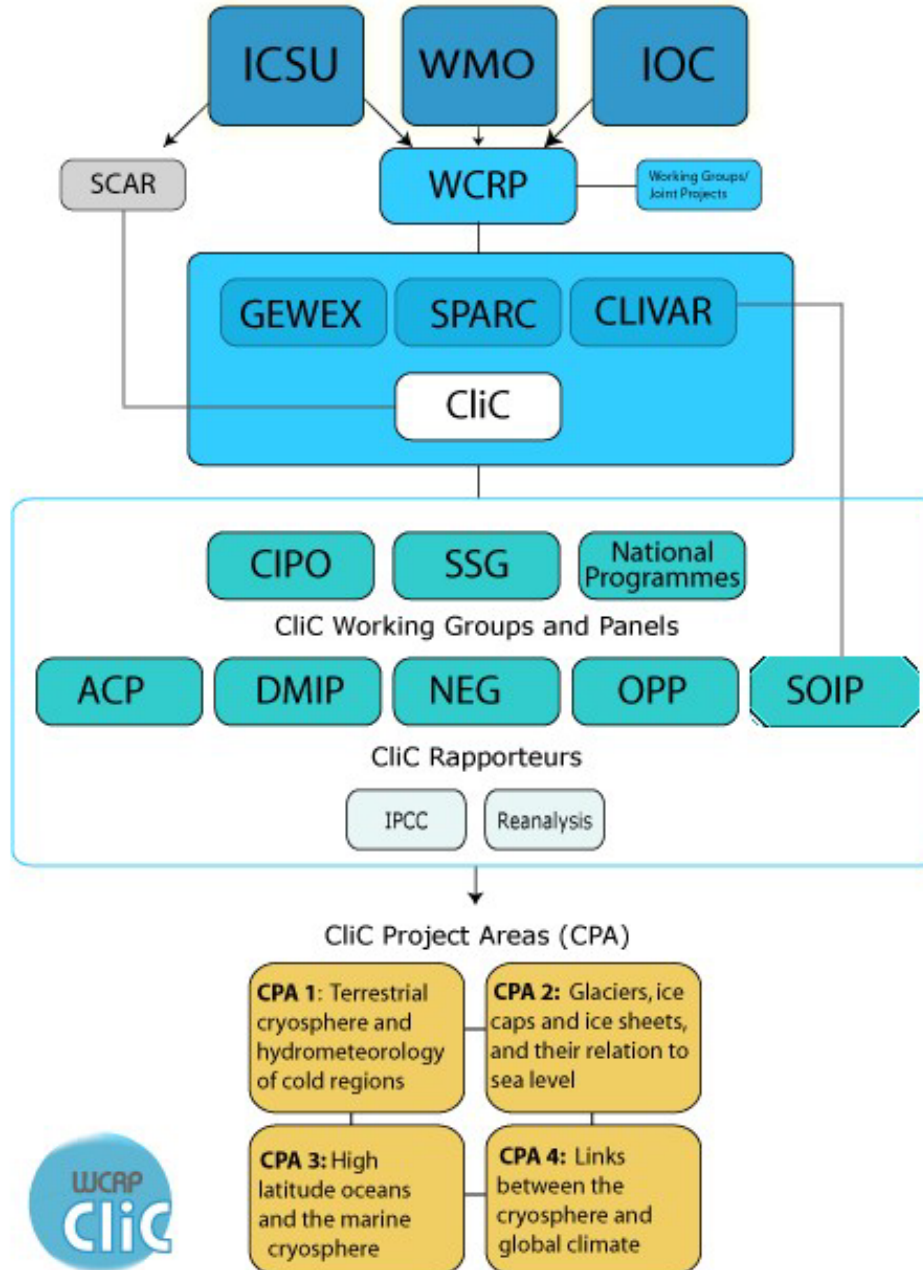 ICSU
WMO
IOC
SCAR
WCRP
Working Groups/
Joint Projects
GEWEX
SPARC
CLIVAR
CliC
CIPO
SSG
National
Programmes
CliC Working Groups and Panels
ACP
DMIP
NEG
OPP
SOIP
CliC Rapporteurs
IPCC
Reanalysis
CliC Project Areas (CPA)
CPA 1: Terrestrial
cryosphere and
hydrometeorology
of cold regions
CPA 2: Glaciers, ice
caps and ice sheets,
and their relation to
sea level
CPA 3: High
latitude oceans
and the marine
cryosphere
CPA 4: Links
between the
cryosphere and
global climate
WCRP
CliC